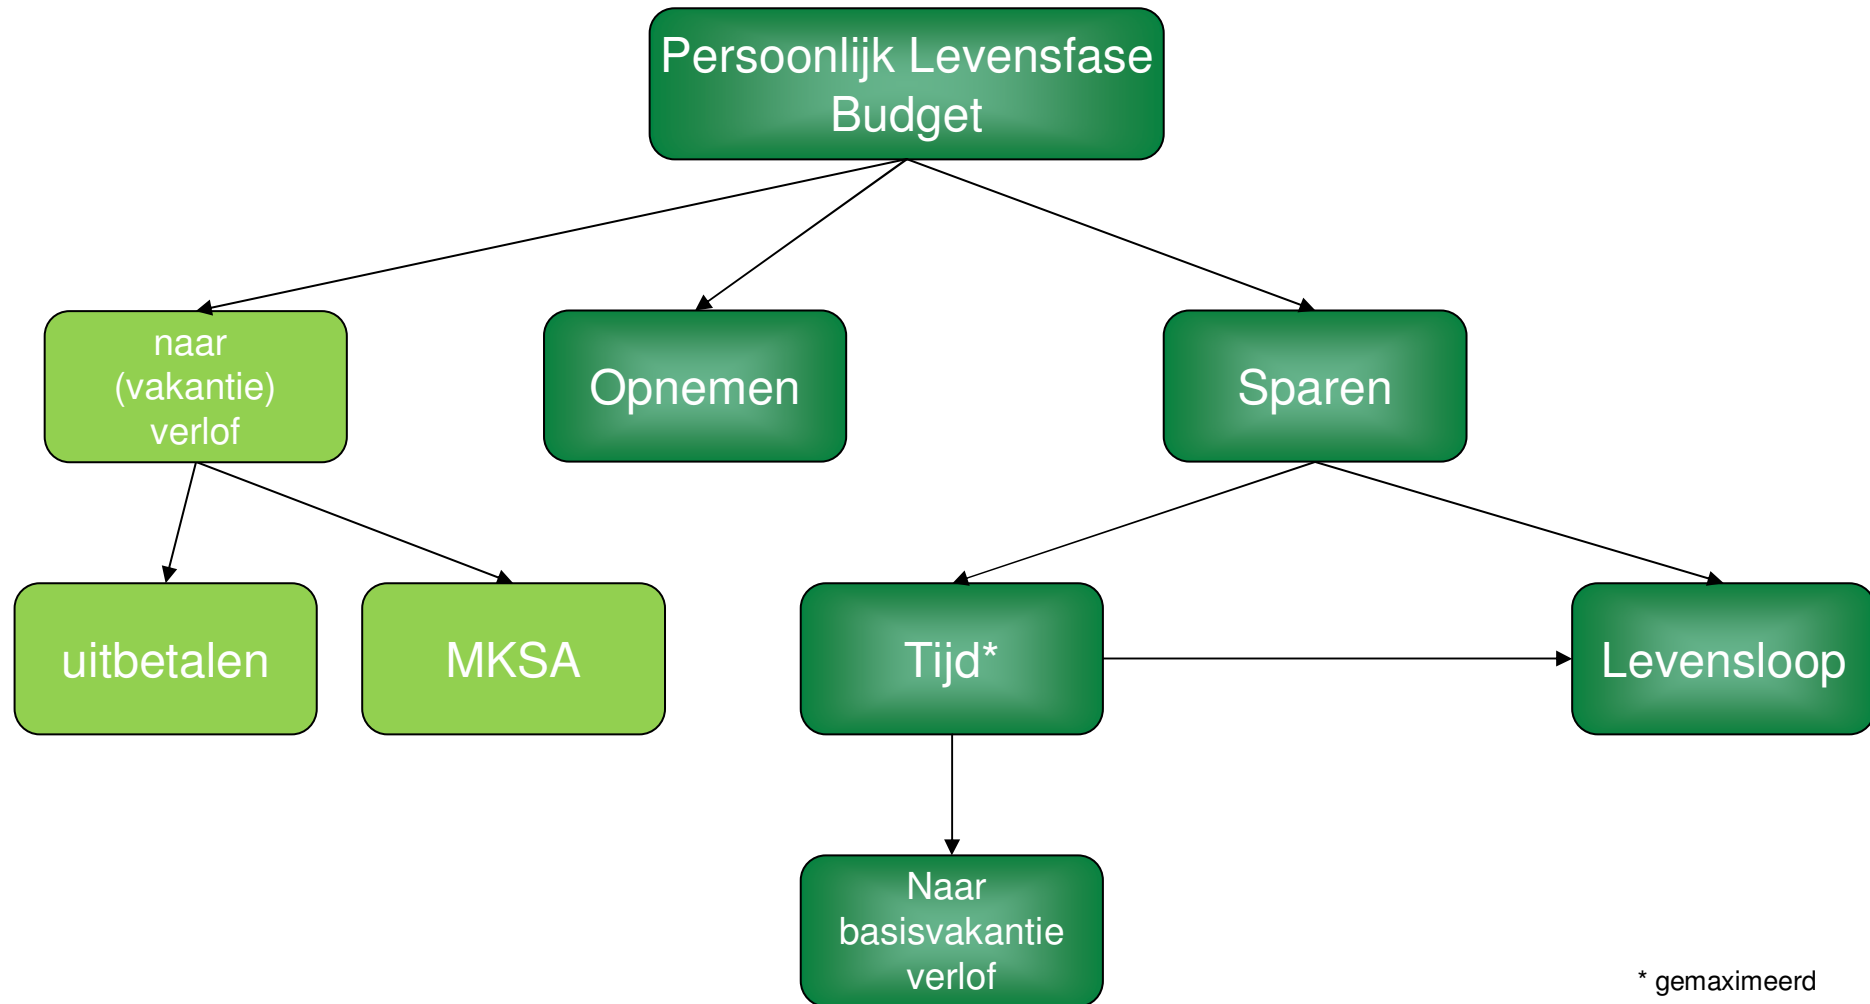 Persoonlijk Levensfase
Budget
naar
(vakantie)
verlof
Opnemen
Sparen
uitbetalen
MKSA
Tijd*
Levensloop
Naar
basisvakantie
verlof
* gemaximeerd